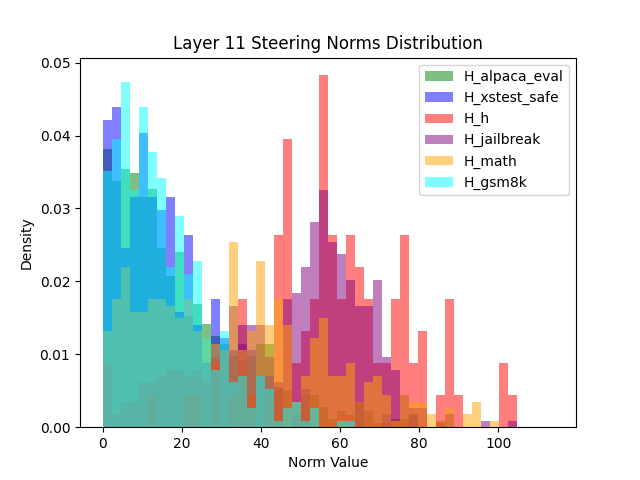 Layer 11 Steering Norms Distribution
0.05
0.04
0.03
0.02
0.01
0.00
Density
0 20 40 60 80 100
Norm Value
H_alpaca_eval
H_xstest_safe
H_h
H_jailbreak
H_math
H_gsm8k